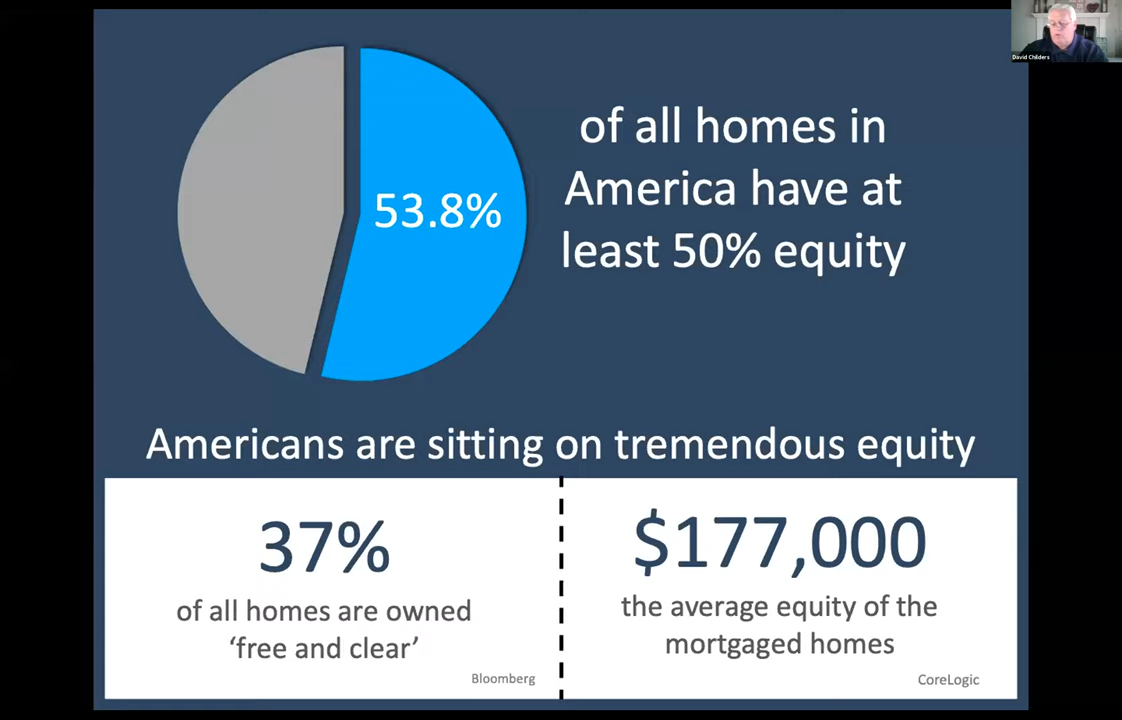 David Childers
53.8%
of all homes in
America have at
least 50% equity
Americans are sitting on tremendous equity
37%
of all homes are owned
‘free and clear’
Bloomberg
$177,000
the average equity of the
mortgaged homes
CoreLogic